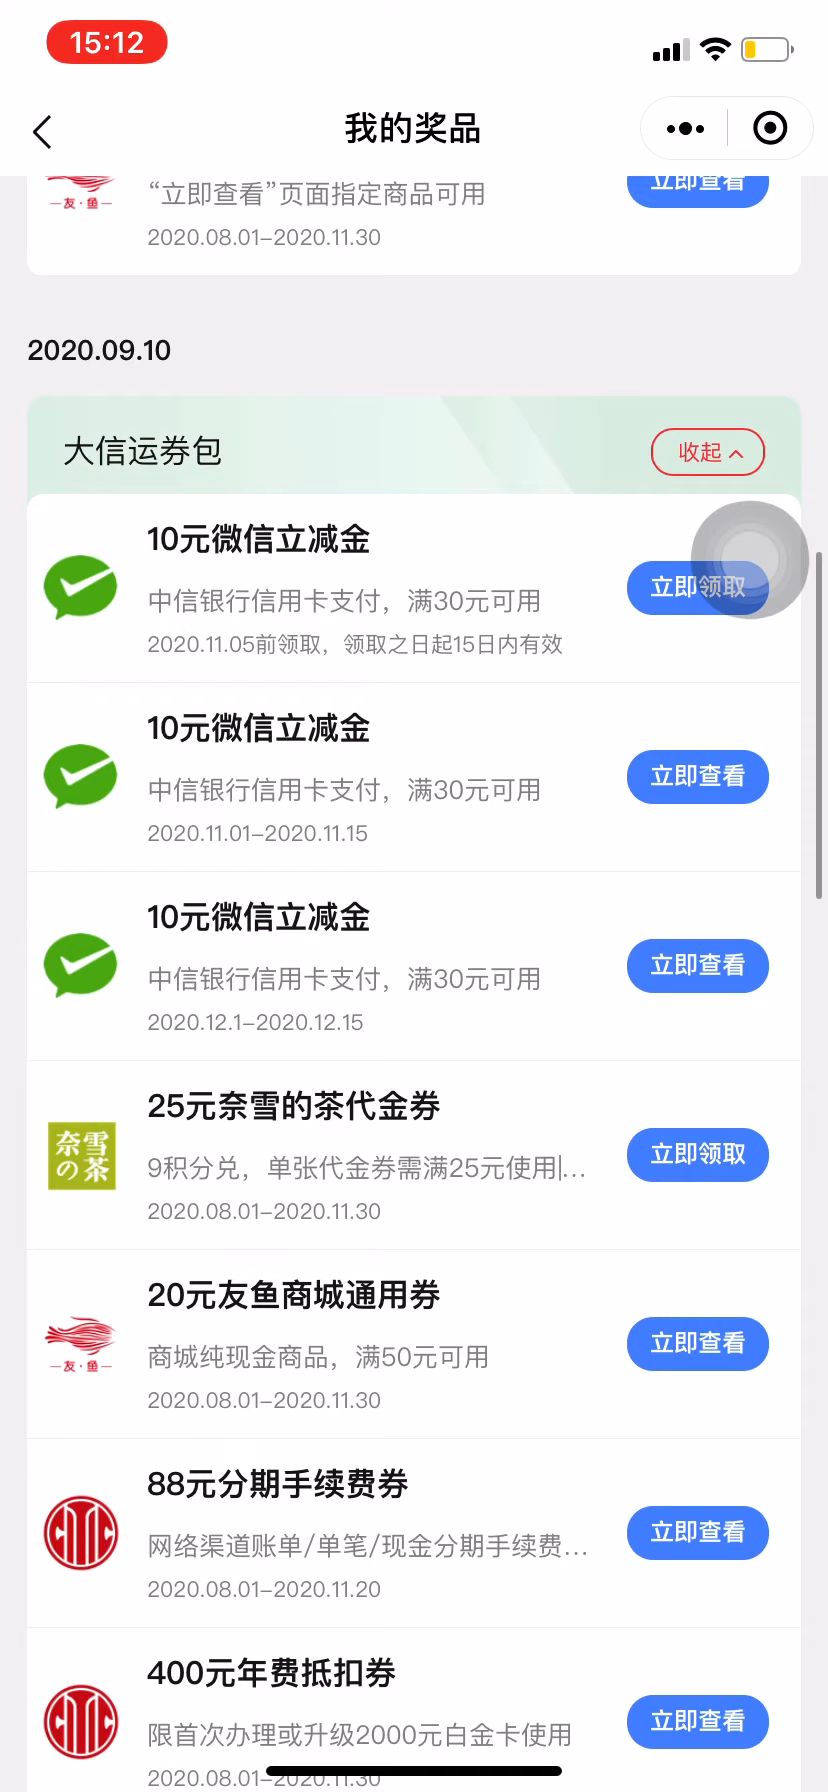 15:12
我的奖品
友·鱼
“立即查看”页面指定商品可用
立即查看
2020.08.01-2020.11.30
2020.09.10
大信运券包
收起
10元微信立减金
中信银行信用卡支付，满30元可用
立即领取
2020.11.05前领取，领取之日起15日内有效
10元微信立减金
中信银行信用卡支付，满30元可用
立即查看
2020.11.01-2020.11.15
10元微信立减金
中信银行信用卡支付，满30元可用
立即查看
2020.12.1-2020.12.15
25元奈雪的茶代金券
奈雪
の茶
9积分兑，单张代金券需满25元使用|...
立即领取
2020.08.01-2020.11.30
20元友鱼商城通用券
友·鱼
商城纯现金商品，满50元可用
立即查看
2020.08.01-2020.11.30
88元分期手续费券
网络渠道账单/单笔/现金分期手续费...
立即查看
2020.08.01-2020.11.20
400元年费抵扣券
限首次办理或升级2000元白金卡使用
立即查看
2020.08.01-2020.11.30